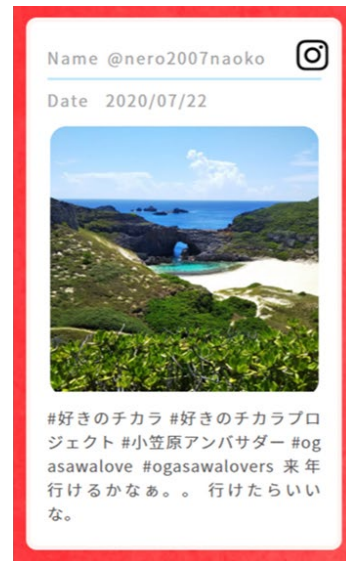 Name @nero2007naoko
Date 2020/07/22
#好きのチカラ #好きのチカラプロ
ジェクト #小笠原アンバサダー #og
asawalove #ogasawalovers 来年
行けるかなぁ。。 行けたらいい
な。